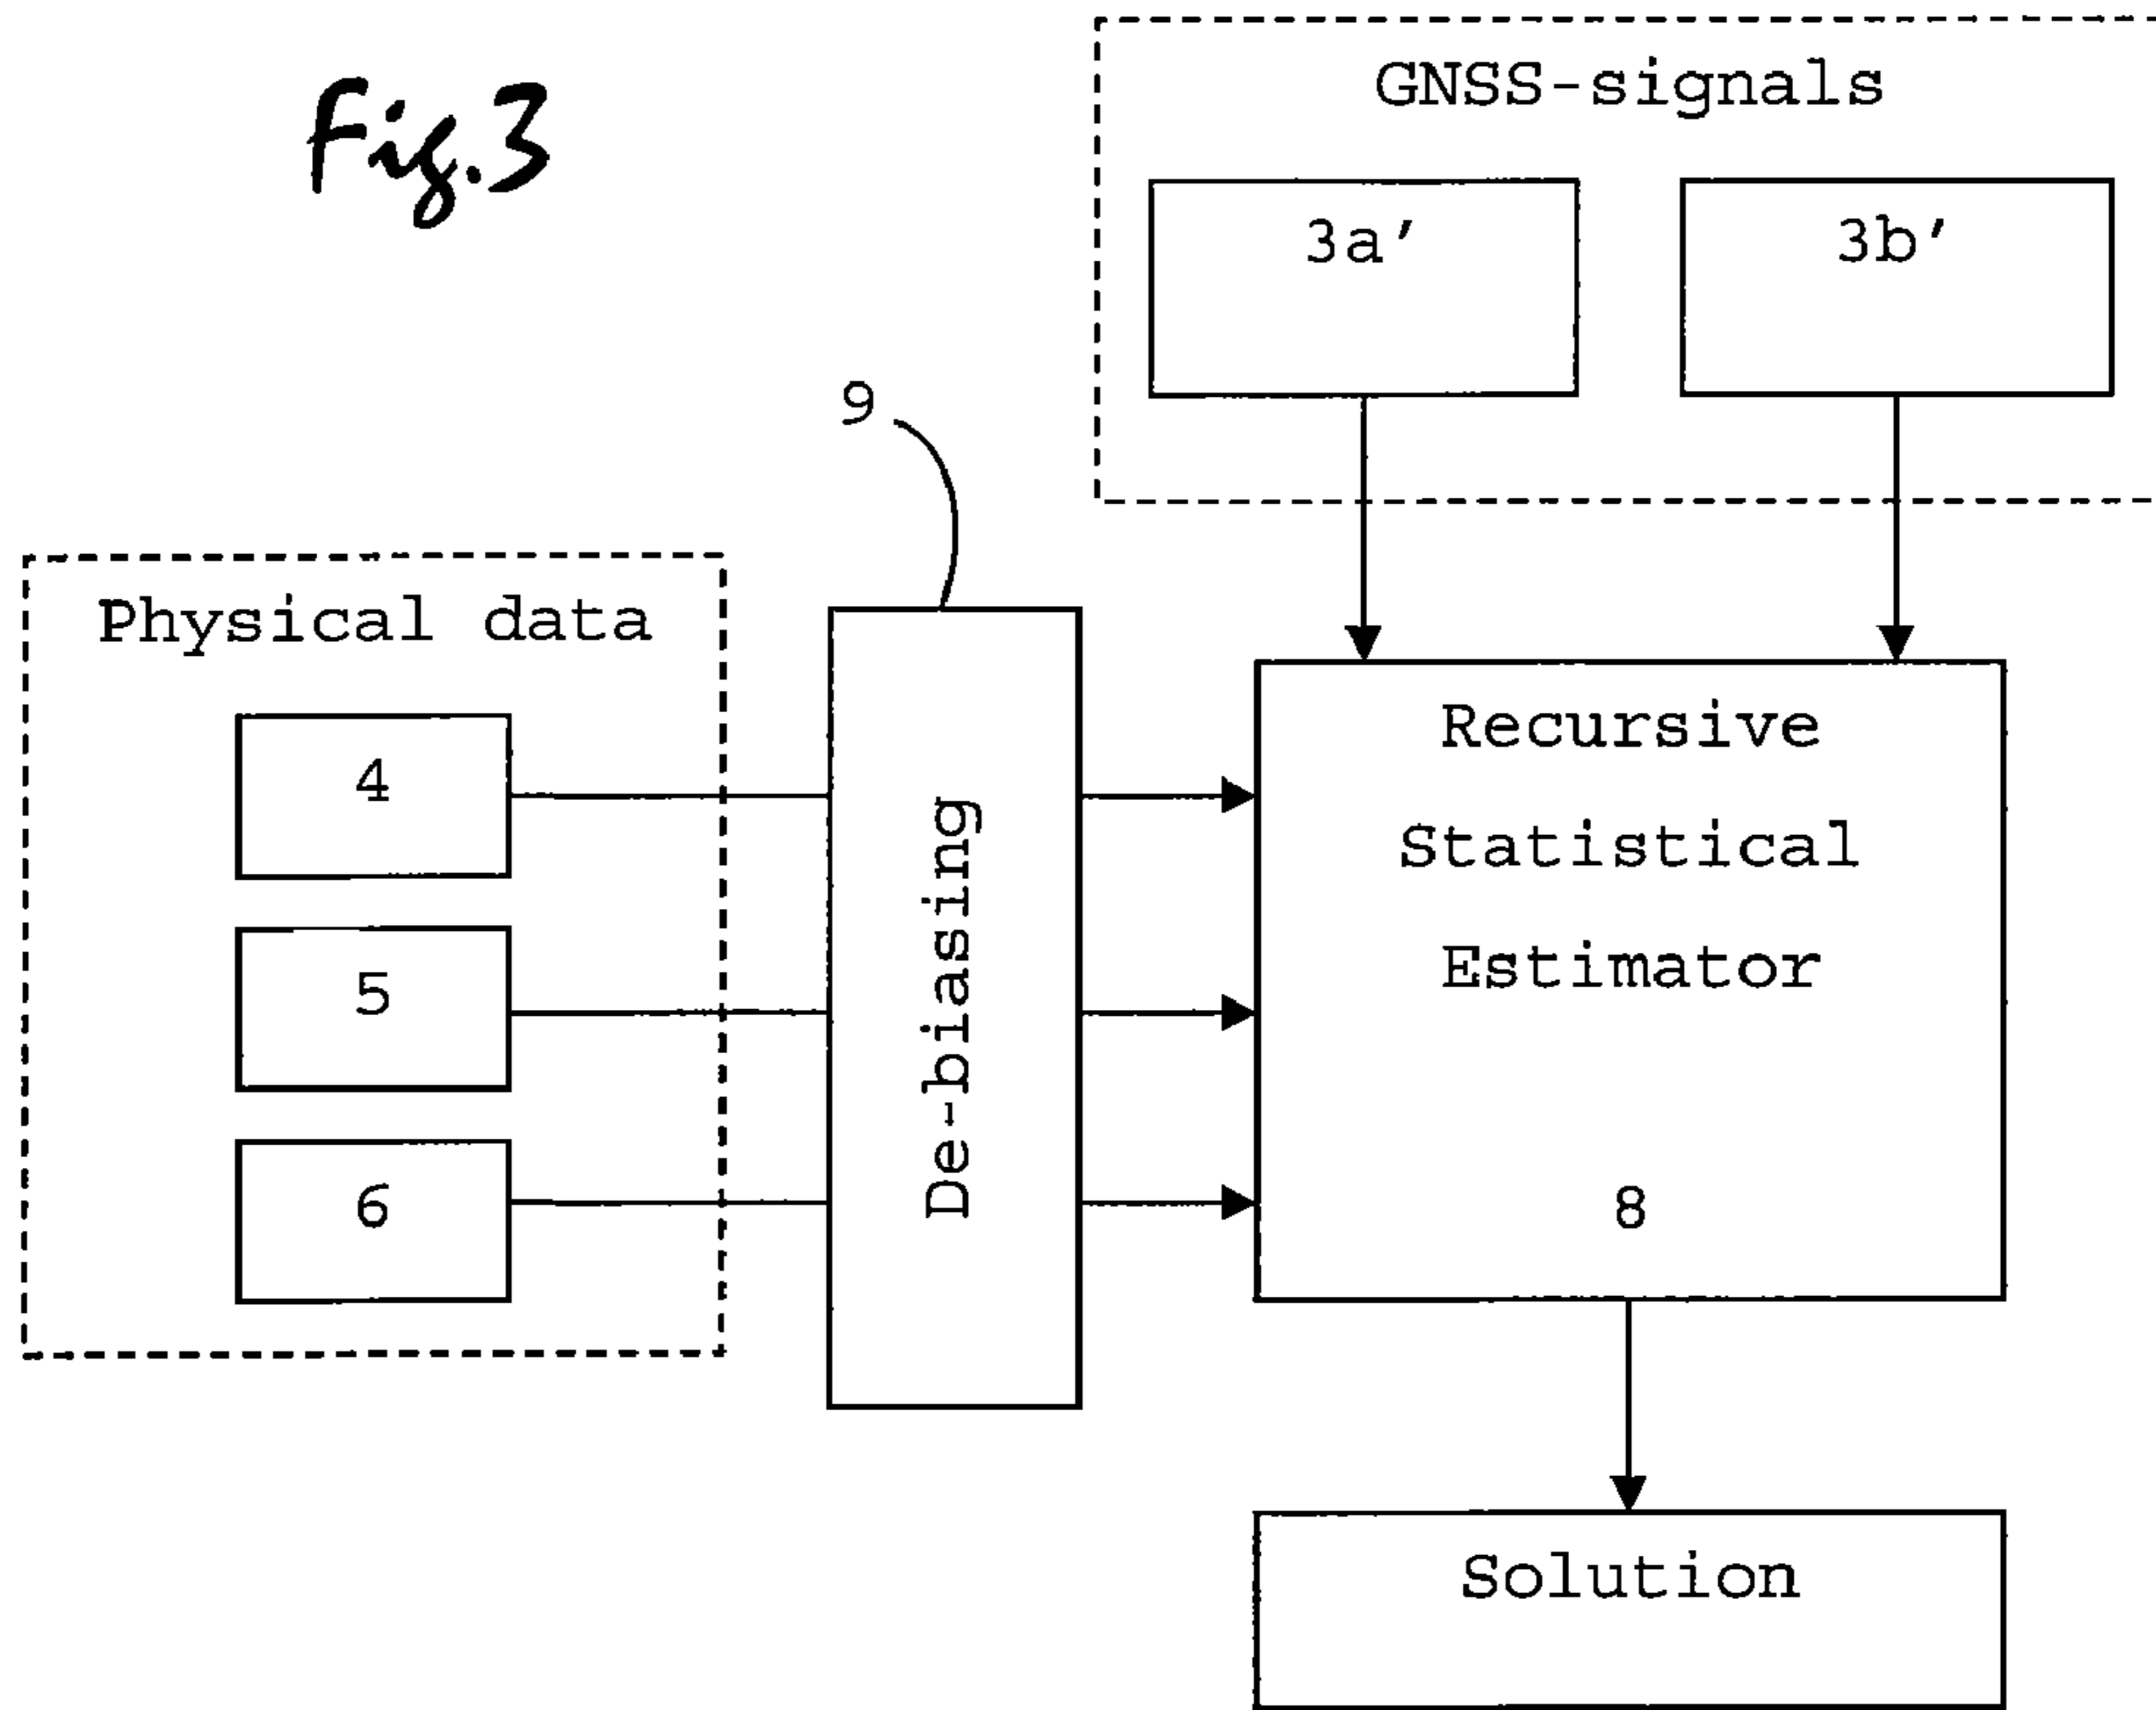 Fig.3
GNSS-signals
3a'
3b'
9
Physical data
4
5
6
De-biasing
Recursive
Statistical
Estimator
8
Solution